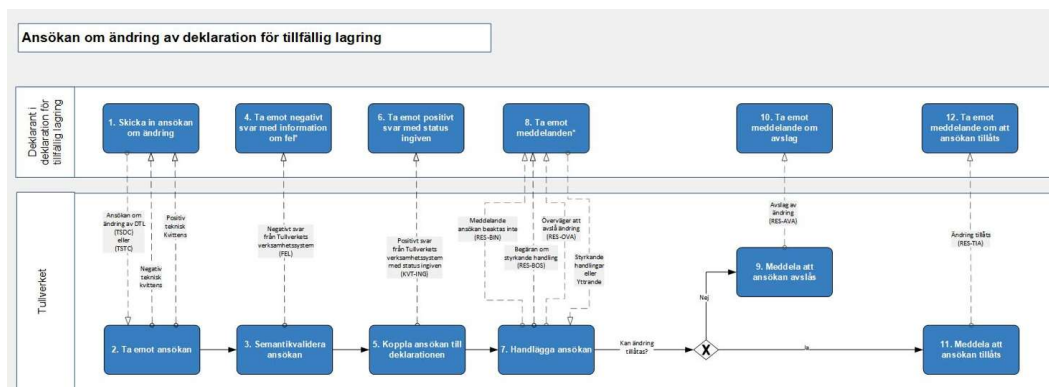 Ansökan om ändring av deklaration för tillfällig lagring
Deklarant i
deklaration för
tillfällig lagring
1. Skicka in ansökan
om ändring
4. Ta emot negativt
svar med information
om fel*
6. Ta emot positivt
svar med status
ingiven
8. Ta emot
meddelanden*
10. Ta emot
meddelande om
avslag
12. Ta emot
meddelande om att
ansökan tillåts
Tullverket
Ansökan om
ändring av DTL
(TSDC)
eller
(TSTC)
Negativ
teknisk
kvittens
Positiv
teknisk
Kvittens
Negativt svar
från Tullverkets
verksamhetssystem
(FEL)
Positivt svar
från Tullverkets
verksamhetssystem
med status ingiven
(KVT-ING)
Meddelande
ansökan beaktas inte
(RES-BIN)
Begäran om
styrkande handling
(RES-BOS)
Överväger att
avslå ändring
(RES-OVA)
Styrkande
handlingar
eller
Yttrande
Avslag av
ändring
(RES-AVA)
Ändring tillåts
(RES-TIA)
9. Meddela att
ansökan avslås
Nej
2. Ta emot ansökan
3. Semantikvalidera
ansökan
5. Koppla ansökan till
deklarationen
7. Handlägga ansökan
Kan ändring
tillåtas?
X
Ja
11. Meddela att
ansökan tillåts